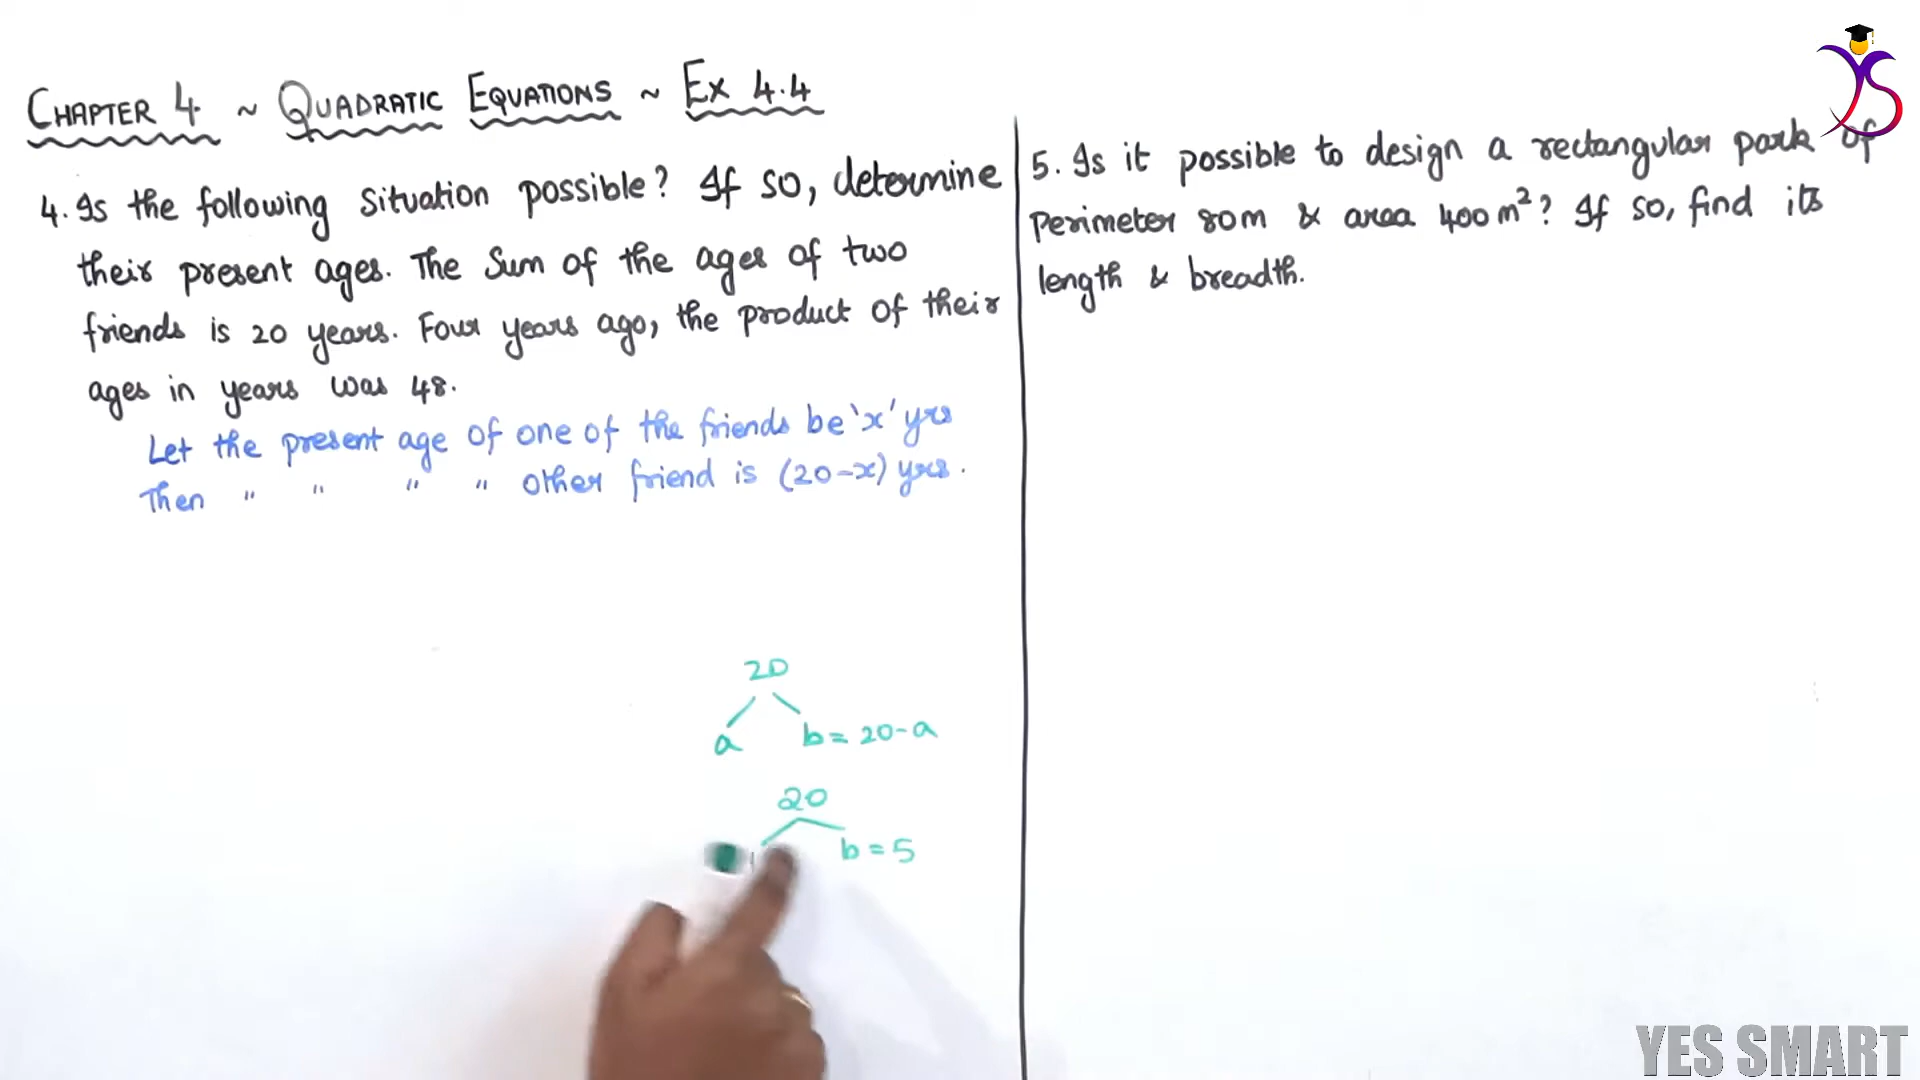 CHAPTER 4 ~ QUADRATIC EQUATIONS ~ EX 4.4
4. Is the following situation possible? If so, determine
their present ages. The sum of the ages of two
friends is 20 years. Four years ago, the product of their
ages in years was 48.
Let the present age of one of the friends be 'x' yrs
Then " " " " other friend is (20-x) yrs.
20
a b = 20-a
20
b = 5
5. Is it possible to design a rectangular park of
perimeter 80m & area 400m²? If so, find its
length & breadth.
YS
YES SMART